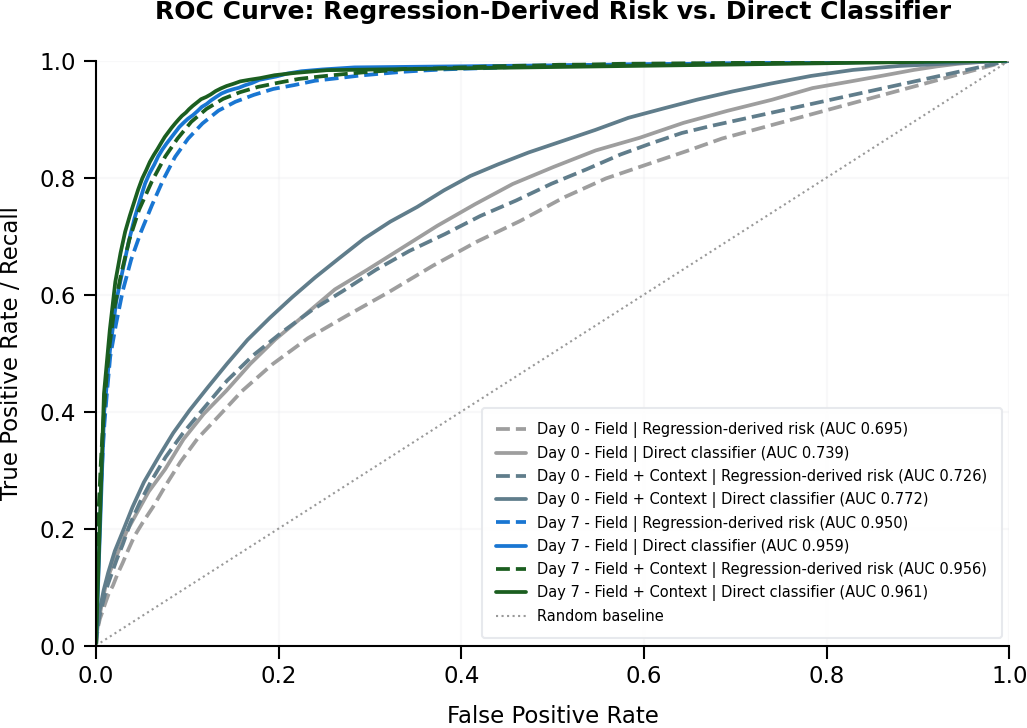 ROC Curve: Regression-Derived Risk vs. Direct Classifier
True Positive Rate / Recall
1.0
0.8
0.6
0.4
0.2
0.0
Day 0 - Field | Regression-derived risk (AUC 0.695)
Day 0 - Field | Direct classifier (AUC 0.739)
Day 0 - Field + Context | Regression-derived risk (AUC 0.726)
Day 0 - Field + Context | Direct classifier (AUC 0.772)
Day 7 - Field | Regression-derived risk (AUC 0.950)
Day 7 - Field | Direct classifier (AUC 0.959)
Day 7 - Field + Context | Regression-derived risk (AUC 0.956)
Day 7 - Field + Context | Direct classifier (AUC 0.961)
Random baseline
0.0 0.2 0.4 0.6 0.8 1.0
False Positive Rate